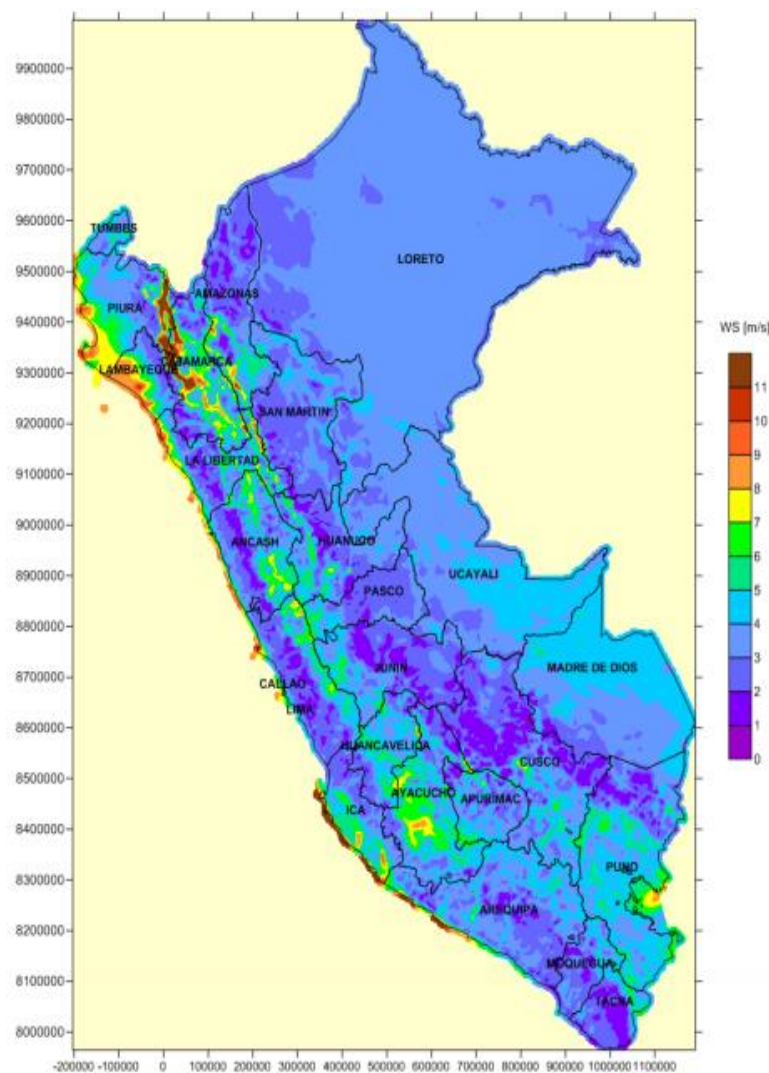 9900000
9800000
9700000
9600000
9500000
9400000
9300000
9200000
9100000
9000000
8900000
8800000
8700000
8600000
8500000
8400000
8300000
8200000
8100000
8000000
-200000 -100000 0 100000 200000 300000 400000 500000 600000 700000 800000 900000 1000000 1100000
TUMBES
LORETO
AMAZONAS
PIURA
LAMBAYEQUE
CAJAMARCA
SAN MARTIN
LA LIBERTAD
ANCASH
HUANUCO
UCAYALI
PASCO
MADRE DE DIOS
JUNIN
CALLAO
LIMA
HUANCAVELICA
CUSCO
AYACUCHO
APURIMAC
ICA
PUNO
AREQUIPA
MOQUEGUA
TACNA
WS [m/s]
11
10
9
8
7
6
5
4
3
2
1
0